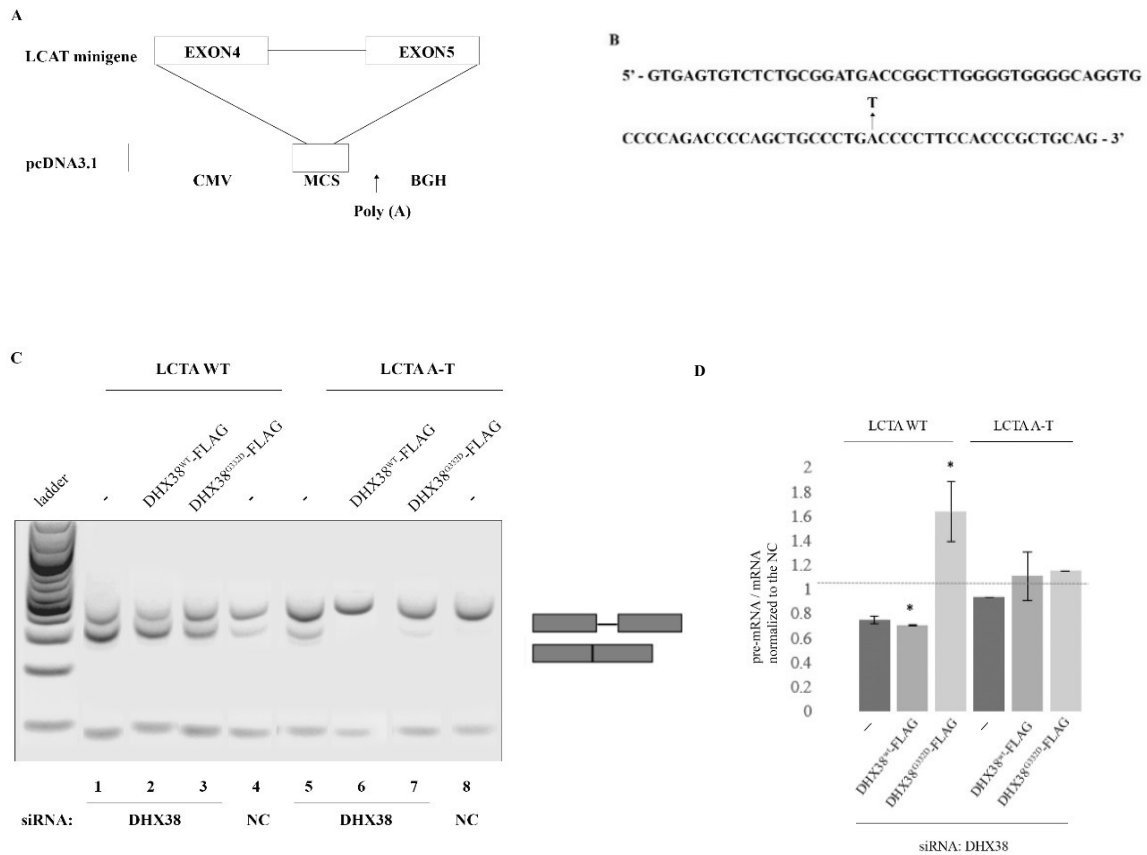 A
LCAT minigene
EXON4
EXON5
pcDNA3.1
CMV
MCS
BGH
Poly (A)
B
5’ - GTGAGTGTCTCTGCGGATGACCGGCTTGGGGTGGGGCAGGTG
T
CCCCAGACCCCAGCTGCCCTGACCCCTTCCACCCGCTGCAG - 3’
C
LCTA WT
LCTA A-T
ladder
-
DHX38WT-FLAG
DHX38G332D-FLAG
-
-
DHX38WT-FLAG
DHX38G332D-FLAG
-
1 2 3 4 5 6 7 8
siRNA: DHX38 NC DHX38 NC
D
LCTA WT
LCTA A-T
pre-mRNA / mRNA
normalized to the NC
2
1.8
1.6
1.4
1.2
1
0.8
0.6
0.4
0.2
0
*
*
–
DHX38WT-FLAG
DHX38G332D-FLAG
–
DHX38WT-FLAG
DHX38G332D-FLAG
siRNA: DHX38